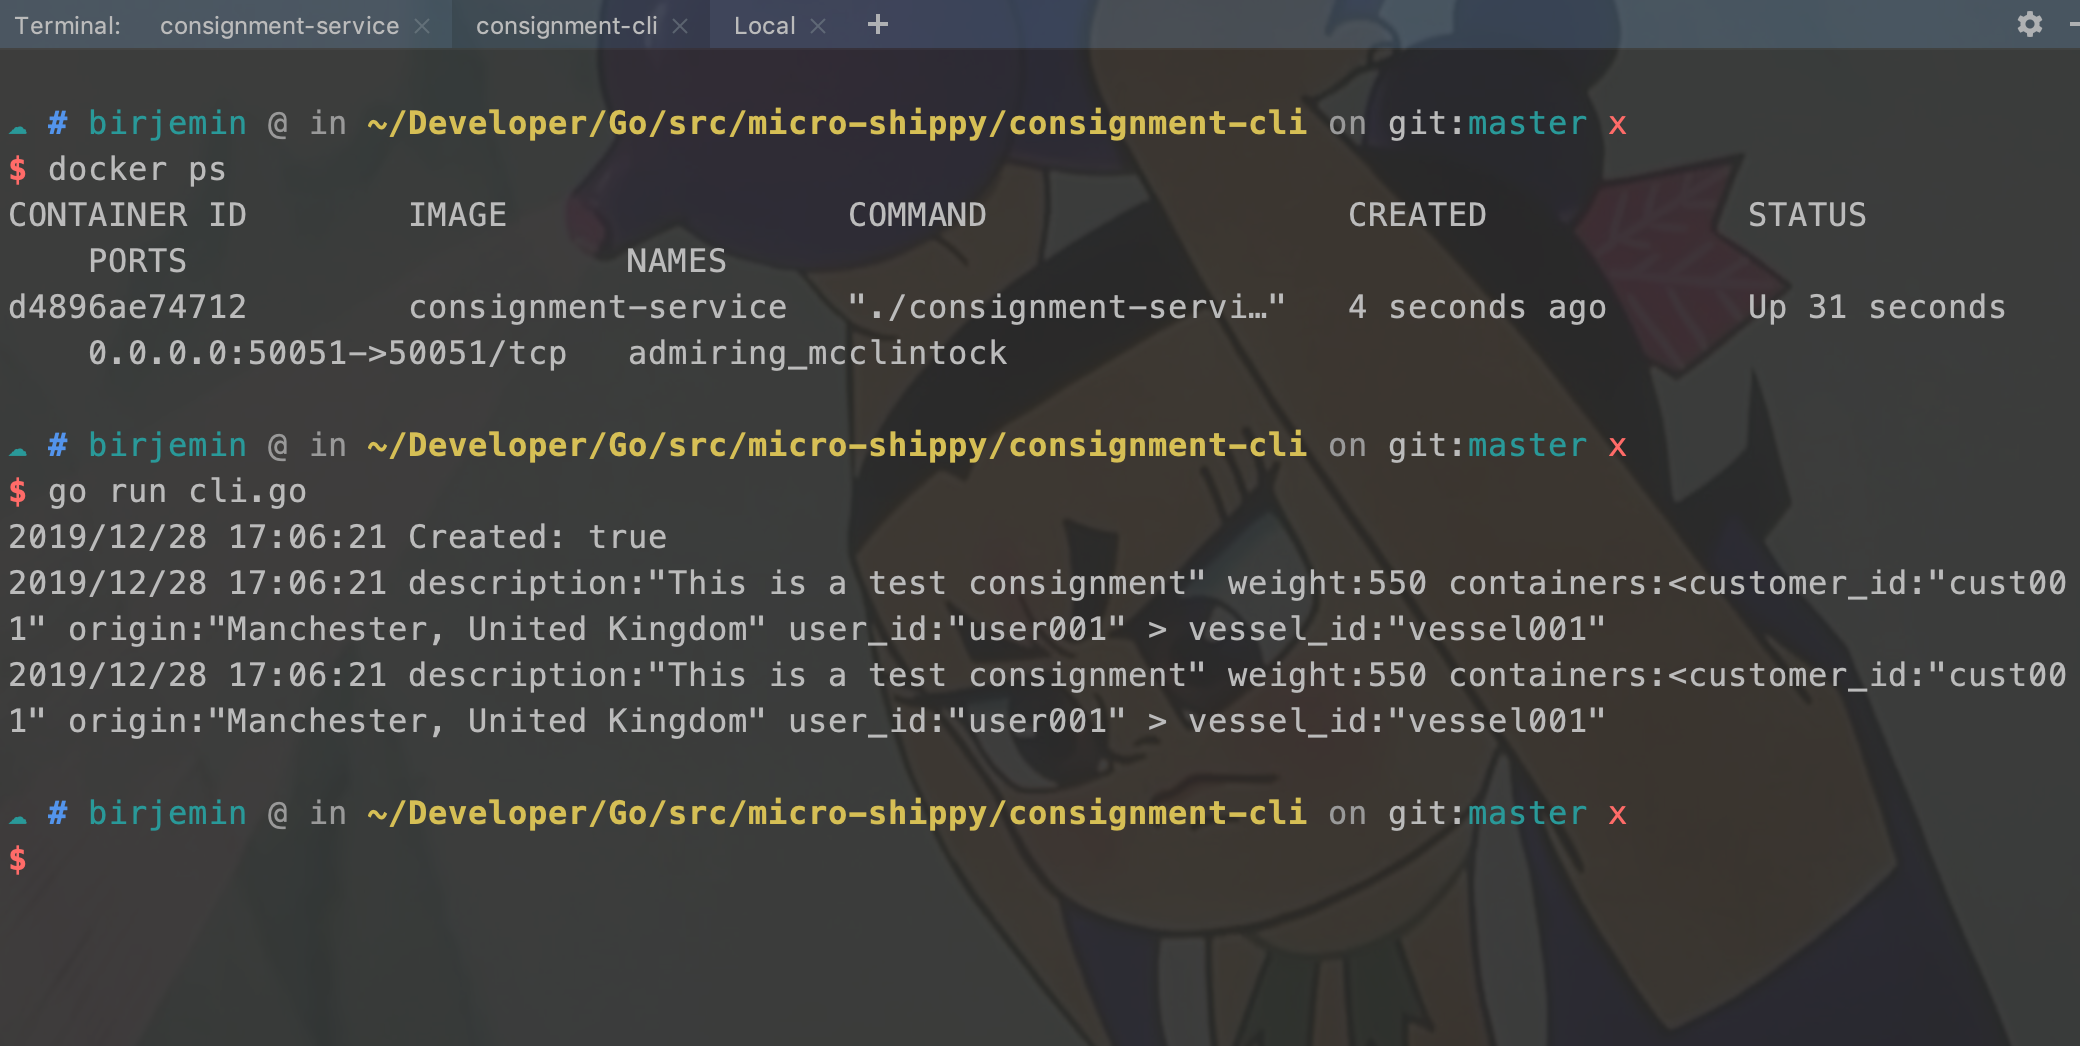 Terminal: consignment-service × consignment-cli × Local × +
☁ # birjemin @ in ~/Developer/Go/src/micro-shippy/consignment-cli on git:master x
$ docker ps
CONTAINER ID        IMAGE                 COMMAND                  CREATED             STATUS
    PORTS                      NAMES
d4896ae74712        consignment-service   "./consignment-servi…"   4 seconds ago       Up 31 seconds
    0.0.0.0:50051->50051/tcp   admiring_mcclintock
☁ # birjemin @ in ~/Developer/Go/src/micro-shippy/consignment-cli on git:master x
$ go run cli.go
2019/12/28 17:06:21 Created: true
2019/12/28 17:06:21 description:"This is a test consignment" weight:550 containers:<customer_id:"cust00
1" origin:"Manchester, United Kingdom" user_id:"user001" > vessel_id:"vessel001"
2019/12/28 17:06:21 description:"This is a test consignment" weight:550 containers:<customer_id:"cust00
1" origin:"Manchester, United Kingdom" user_id:"user001" > vessel_id:"vessel001"
☁ # birjemin @ in ~/Developer/Go/src/micro-shippy/consignment-cli on git:master x
$